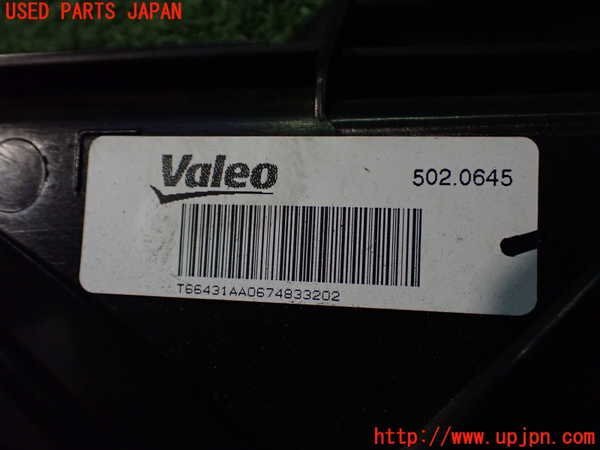 USED PARTS JAPAN
Valeo
502.0645
T66431AA0674833202
http://www.upjpn.com/